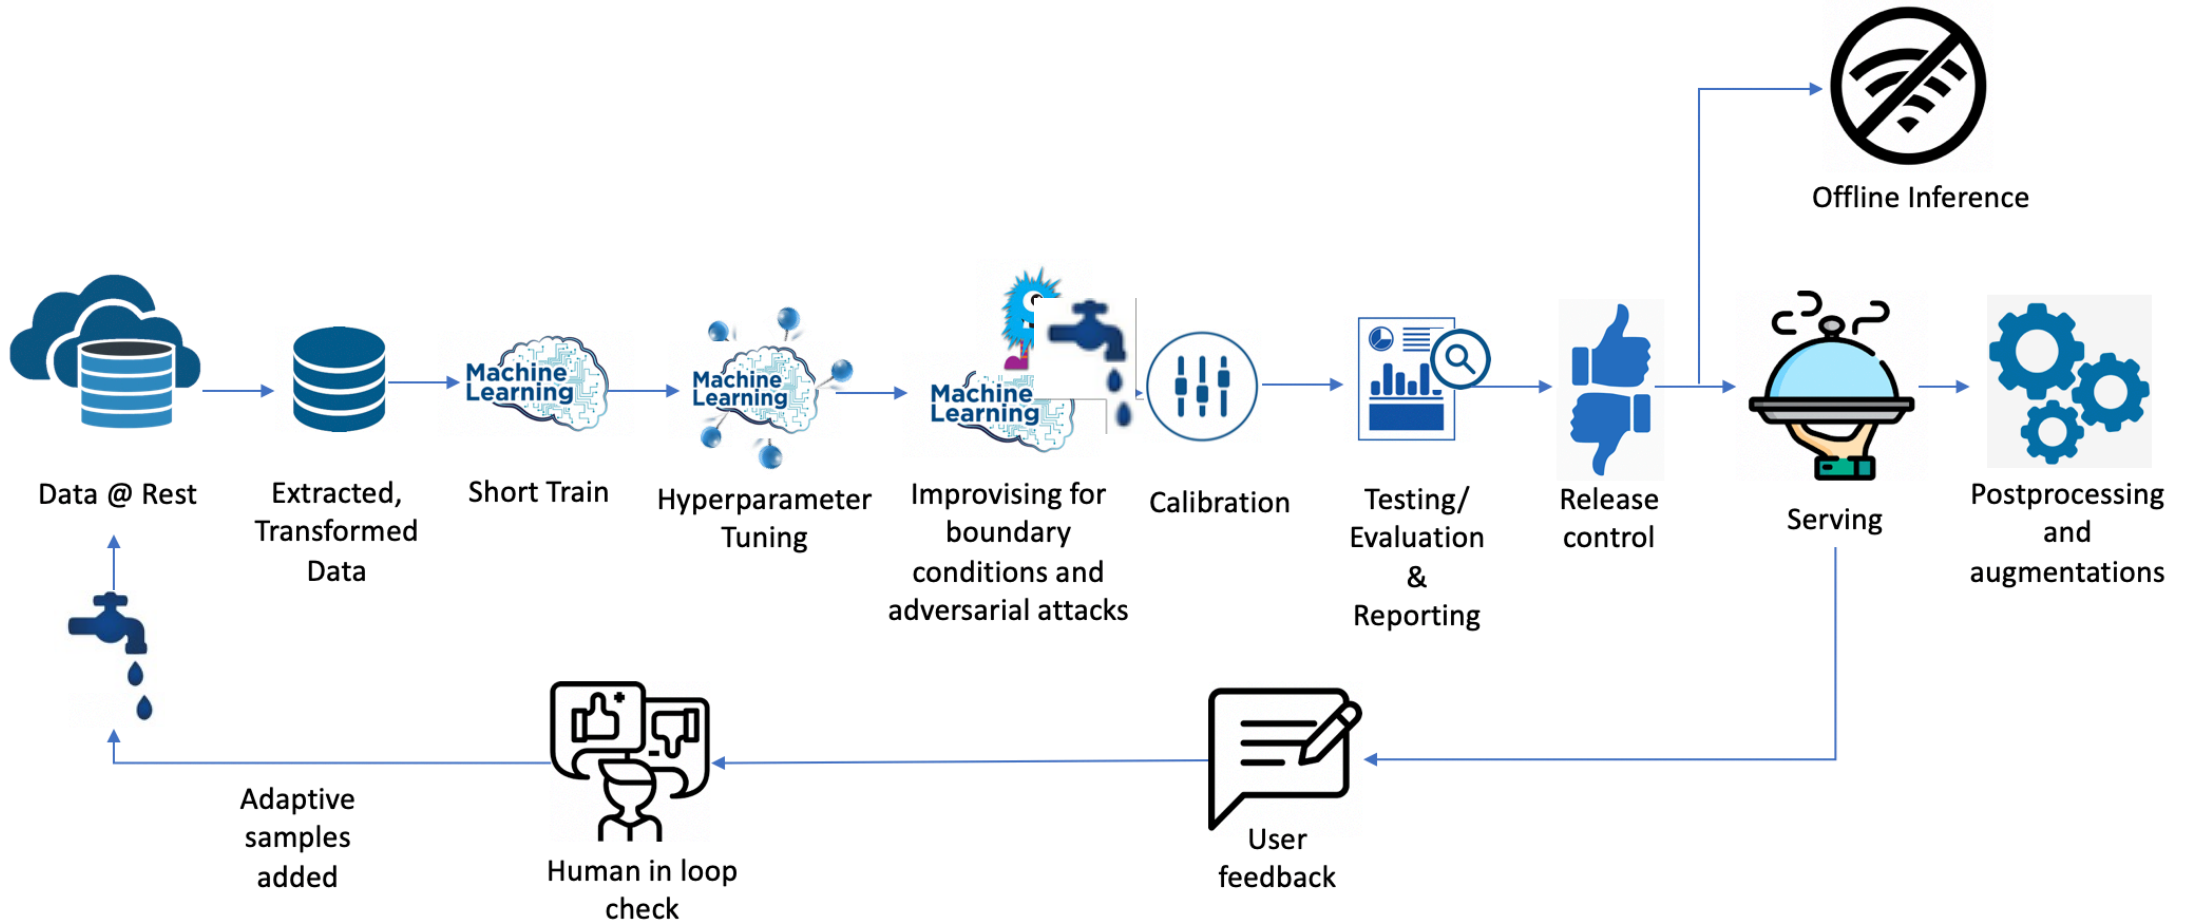 Offline Inference
Machine
Learning
Machine
Learning
Machine
Learning
Data @ Rest
Extracted,
Transformed
Data
Short Train
Hyperparameter
Tuning
Improvising for
boundary
conditions and
adversarial attacks
Calibration
Testing/
Evaluation
&
Reporting
Release
control
Serving
Postprocessing
and
augmentations
Adaptive
samples
added
Human in loop
check
User
feedback